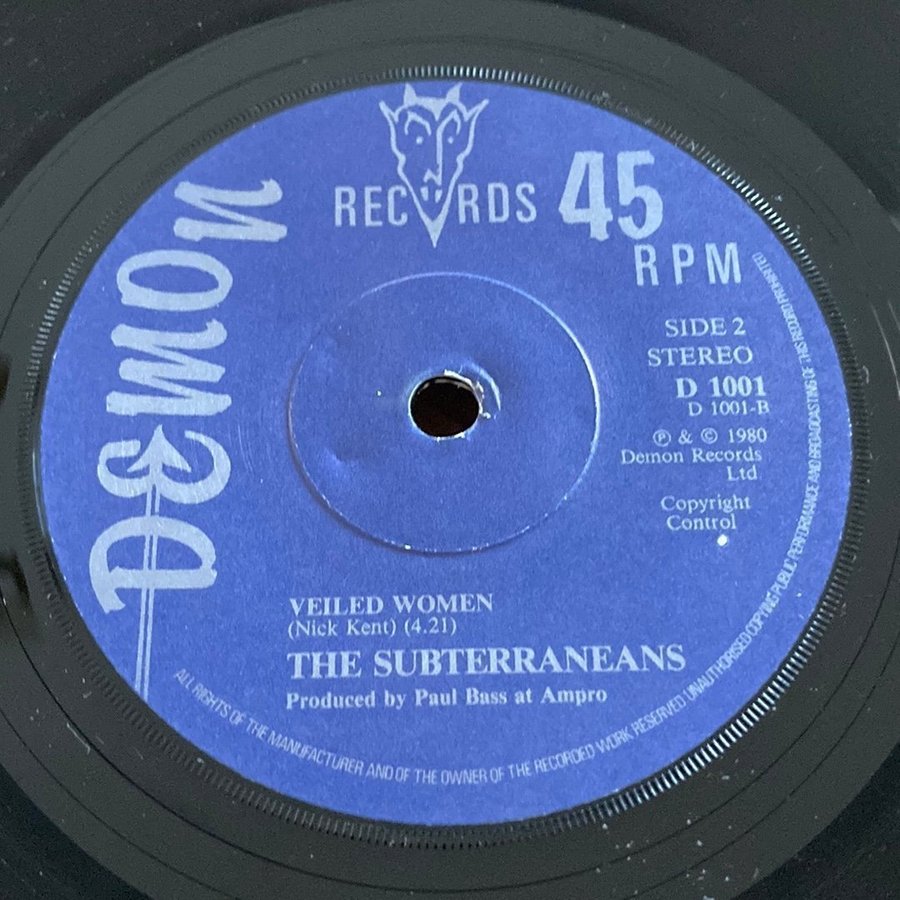 DEMON
RECORDS
45
RPM
SIDE 2
STEREO
D 1001
D 1001-B
Ⓟ & © 1980
Demon Records
Ltd
Copyright
Control
VEILED WOMEN
(Nick Kent) (4.21)
THE SUBTERRANEANS
Produced by Paul Bass at Ampro
ALL RIGHTS OF THE MANUFACTURER AND OF THE OWNER OF THE RECORDED WORK RESERVED. UNAUTHORISED COPYING PUBLIC PERFORMANCE AND BROADCASTING OF THIS RECORD PROHIBITED